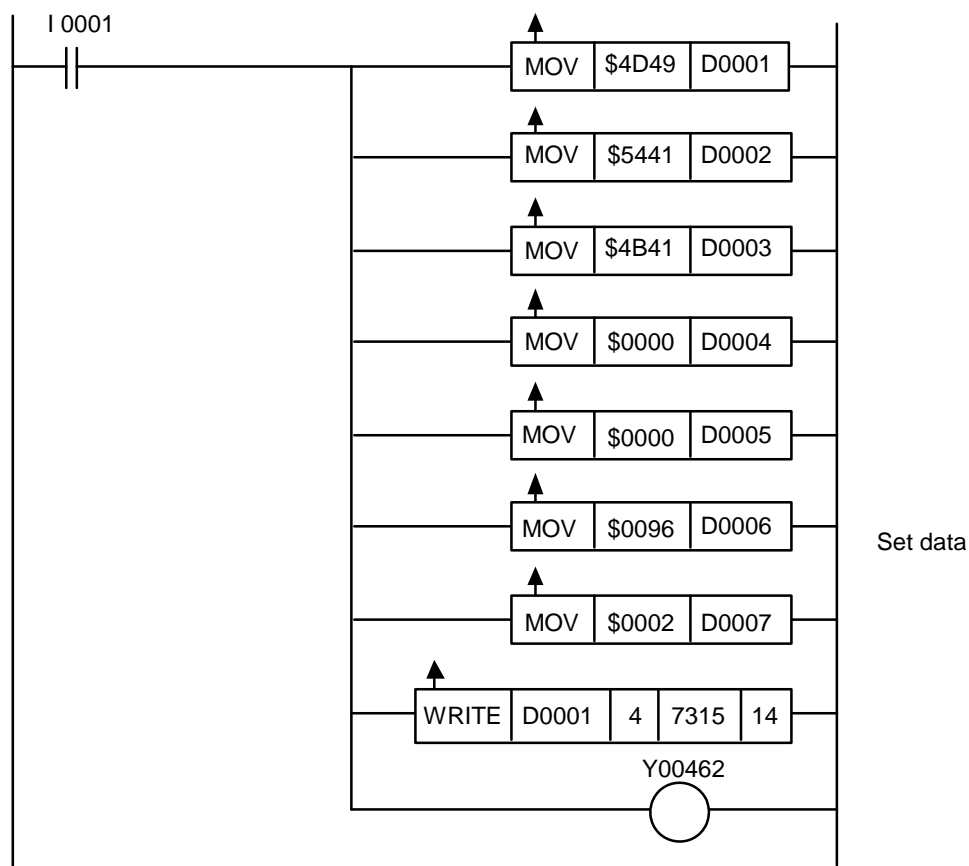 I 0001
MOV $4D49 D0001
MOV $5441 D0002
MOV $4B41 D0003
MOV $0000 D0004
MOV $0000 D0005
MOV $0096 D0006
Set data
MOV $0002 D0007
WRITE D0001 4 7315 14
Y00462